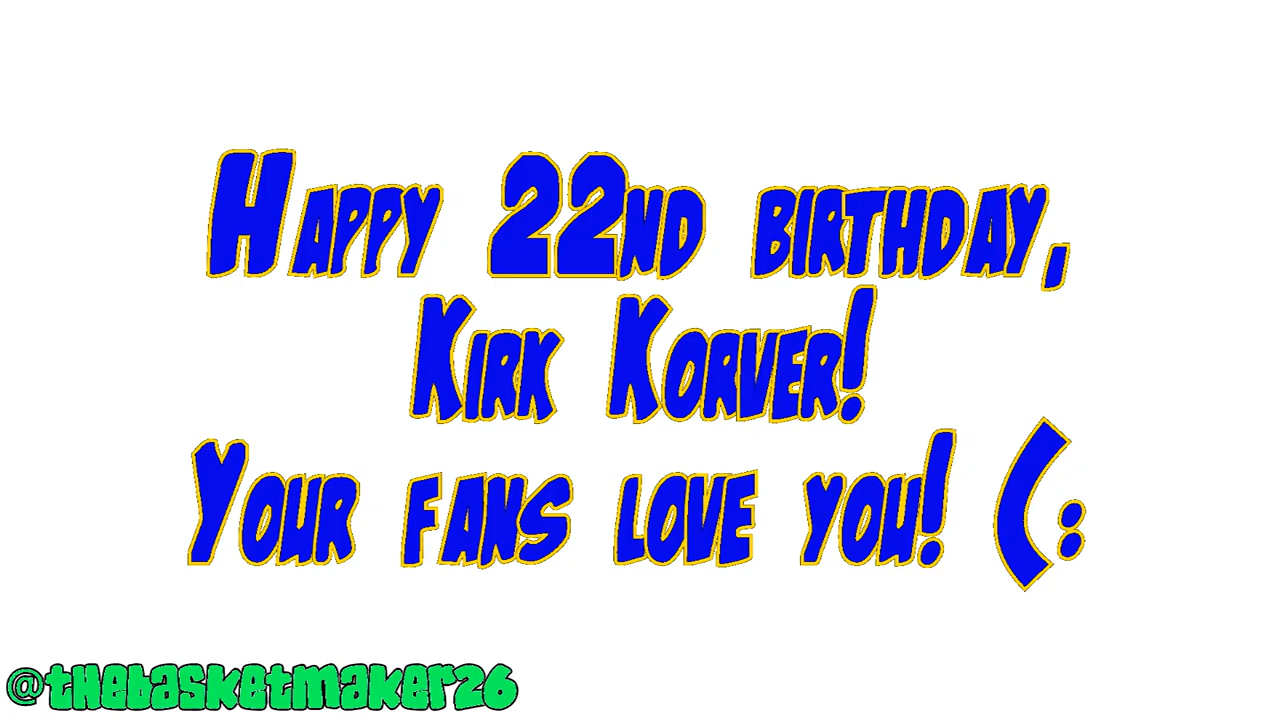 Happy 22nd birthday,
Kirk Korver!
Your fans love you! (:
@thebasketmaker26